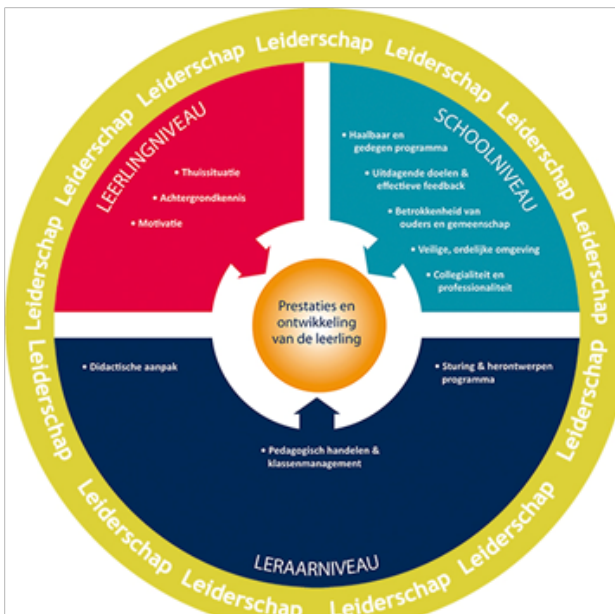 Leiderschap
Leiderschap
Leiderschap
Leiderschap
Leiderschap
Leiderschap
Leiderschap
Leiderschap
Leiderschap
Leiderschap
Leiderschap
Leiderschap
Leiderschap
Leiderschap
LEERLINGNIVEAU
• Thuissituatie
• Achtergrondkennis
• Motivatie
SCHOOLNIVEAU
• Haalbaar en
gedegen programma
• Uitdagende doelen &
effectieve feedback
• Betrokkenheid van
ouders en gemeenschap
• Veilige, ordelijke omgeving
• Collegialiteit en
professionaliteit
Prestaties en
ontwikkeling
van de leerling
• Didactische aanpak
• Sturing & herontwerpen
programma
• Pedagogisch handelen &
klassenmanagement
LERAARNIVEAU